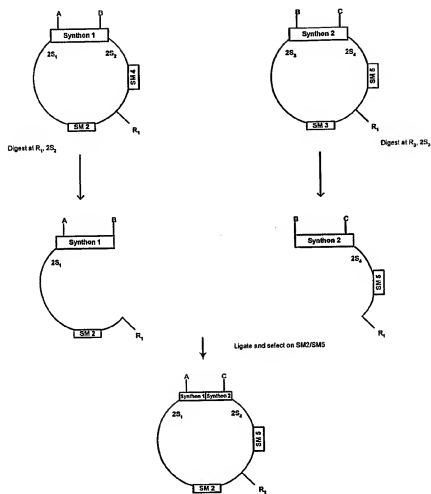 A B
Synthon 1
2S₁ 2S₂
SM 4
SM 2
R₁
B C
Synthon 2
2S₃ 2S₄
SM 5
SM 3
R₁
Digest at R₁, 2S₂
Digest at R₂, 2S₃
A B
Synthon 1
2S₁
SM 2
R₁
B C
Synthon 2
2S₄
SM 5
R₁
Ligate and select on SM2/SM5
A C
Synthon 1 Synthon 2
2S₁ 2S₄
SM 5
SM 2
R₁